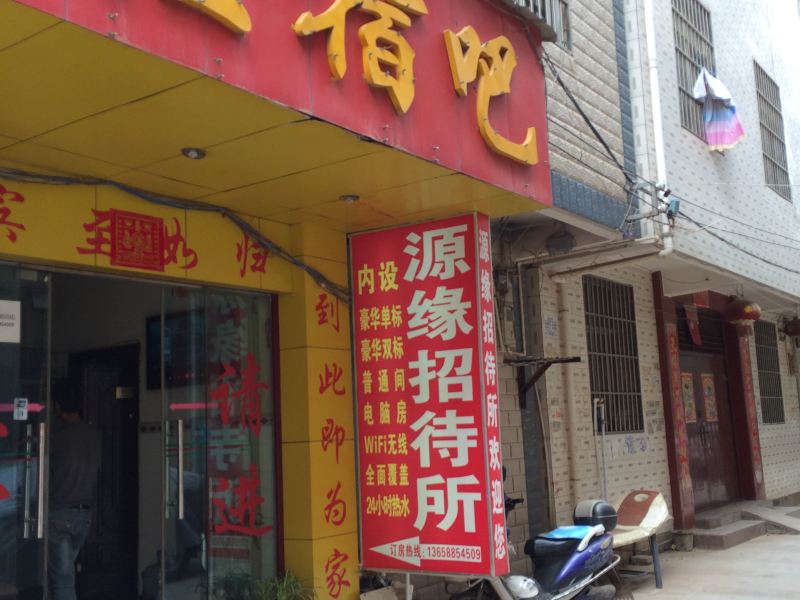 宿吧
宾至如归
到此即为家
请进
源缘招待所
内设
豪华单标
豪华双标
普通间
电脑房
WiFi无线
全面覆盖
24小时热水
订房热线:13658854509
源缘招待所欢迎您